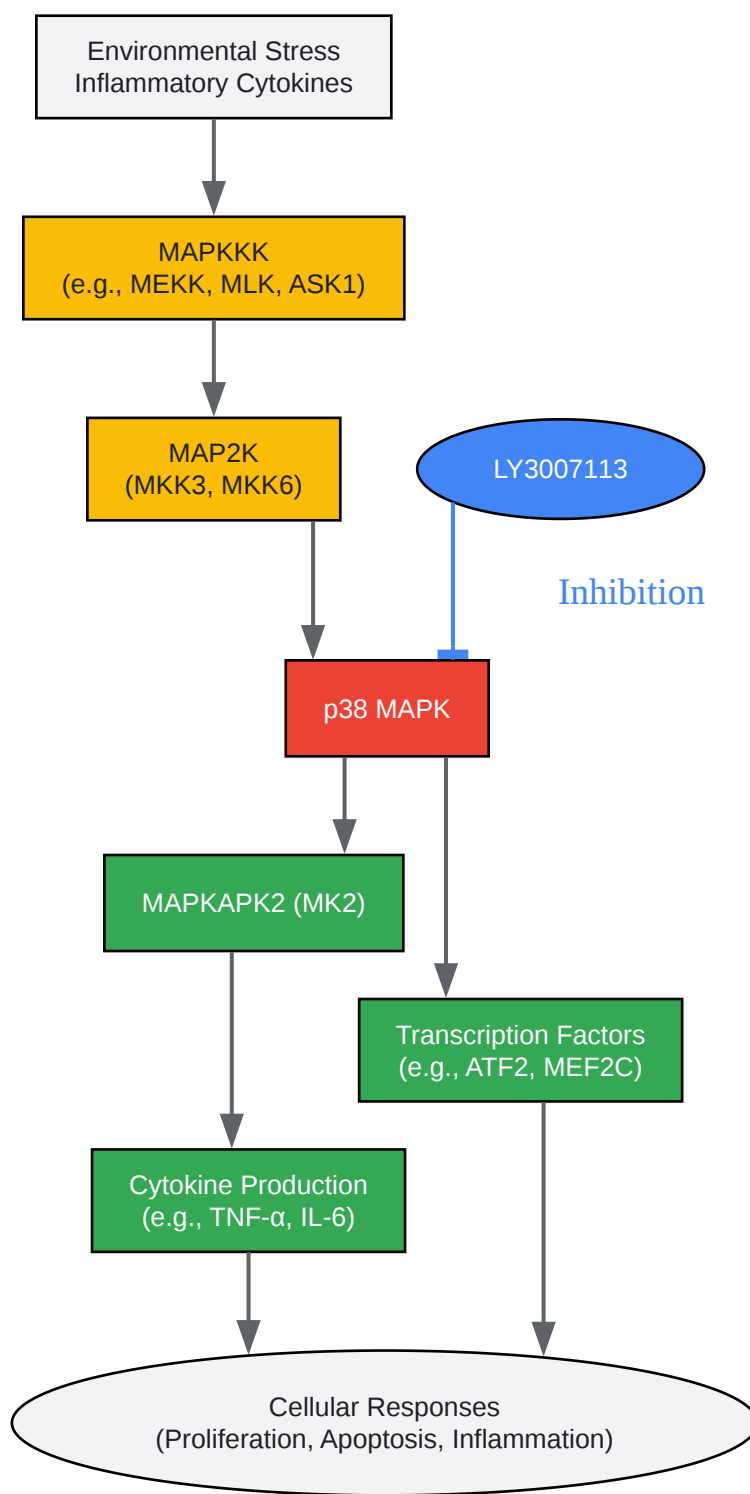 Environmental Stress
Inflammatory Cytokines
MAPKKK
(e.g., MEKK, MLK, ASK1)
MAP2K
(MKK3, MKK6)
LY3007113
Inhibition
p38 MAPK
MAPKAPK2 (MK2)
Transcription Factors
(e.g., ATF2, MEF2C)
Cytokine Production
(e.g., TNF-α, IL-6)
Cellular Responses
(Proliferation, Apoptosis, Inflammation)